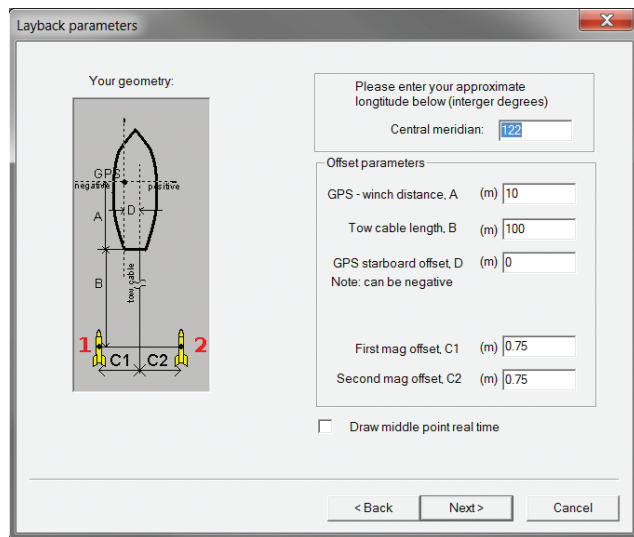 Layback parameters
Your geometry:
GPS
negative
positive
A
D
B
tow_cable
1
2
C1
C2
Please enter your approximate
longtitude below (interger degrees)
Central meridian:
122
Offset parameters
GPS - winch distance, A
(m)
10
Tow cable length, B
(m)
100
GPS starboard offset, D
(m)
0
Note: can be negative
First mag offset, C1
(m)
0.75
Second mag offset, C2
(m)
0.75
Draw middle point real time
< Back
Next >
Cancel